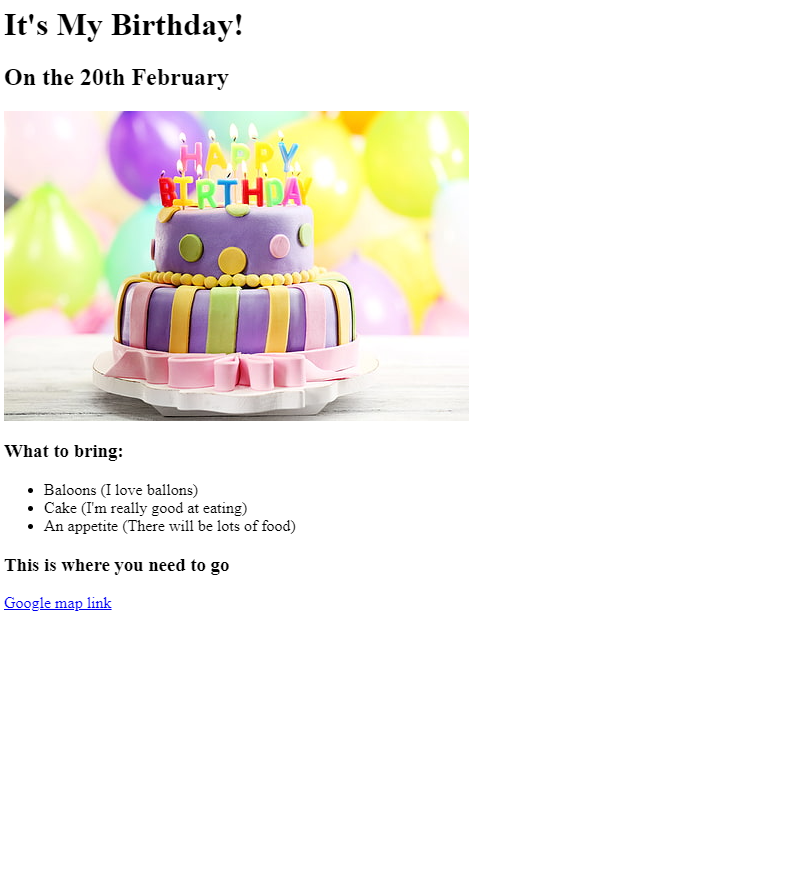 It's My Birthday!
On the 20th February
HAPPY
BIRTHDAY
What to bring:
Baloons (I love ballons)
Cake (I'm really good at eating)
An appetite (There will be lots of food)
This is where you need to go
Google map link